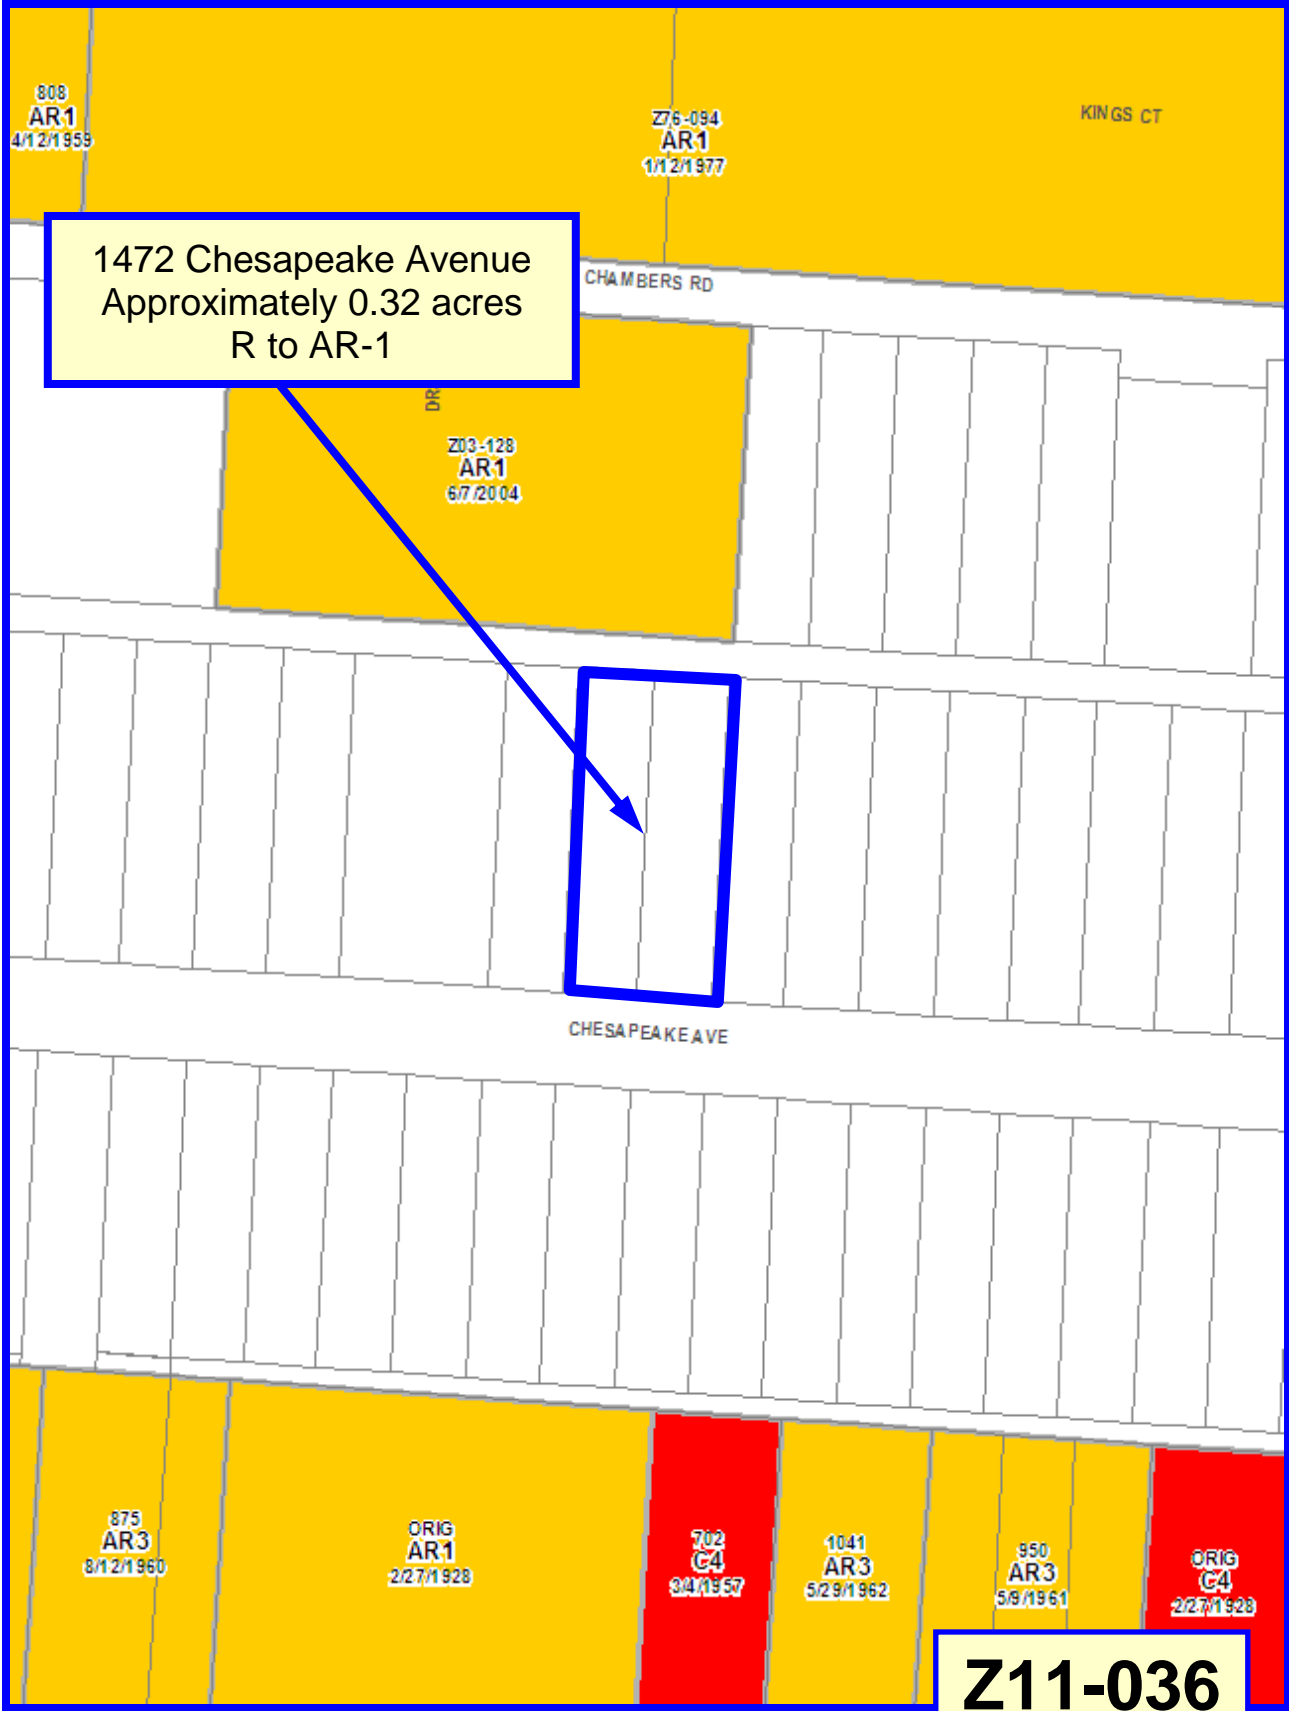 808
AR1
4/12/1959
Z76-094
AR1
1/12/1977
KINGS CT
1472 Chesapeake Avenue
Approximately 0.32 acres
R to AR-1
CHAMBERS RD
DR
Z03-128
AR1
6/7/2004
CHESAPEAKE AVE
875
AR3
8/12/1960
ORIG
AR1
2/27/1928
702
C4
3/4/1957
1041
AR3
5/29/1962
950
AR3
5/9/1961
ORIG
C4
2/27/1928
Z11-036